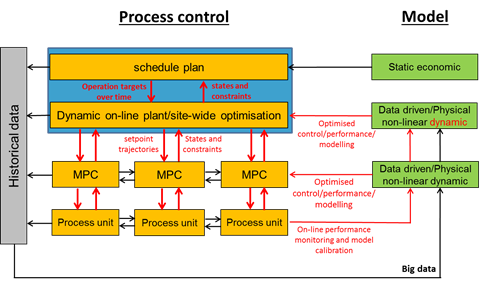 Process control
Model
Historical data
schedule plan
Static economic
Operation targets
over time
states and
constraints
Dynamic on-line plant/site-wide optimisation
Data driven/Physical
non-linear dynamic
Optimised
control/performance/
modelling
setpoint
trajectories
States and
constraints
MPC
MPC
MPC
Data driven/Physical
non-linear dynamic
Optimised
control/performance/
modelling
Process unit
Process unit
Process unit
On-line performance
monitoring and model
calibration
Big data